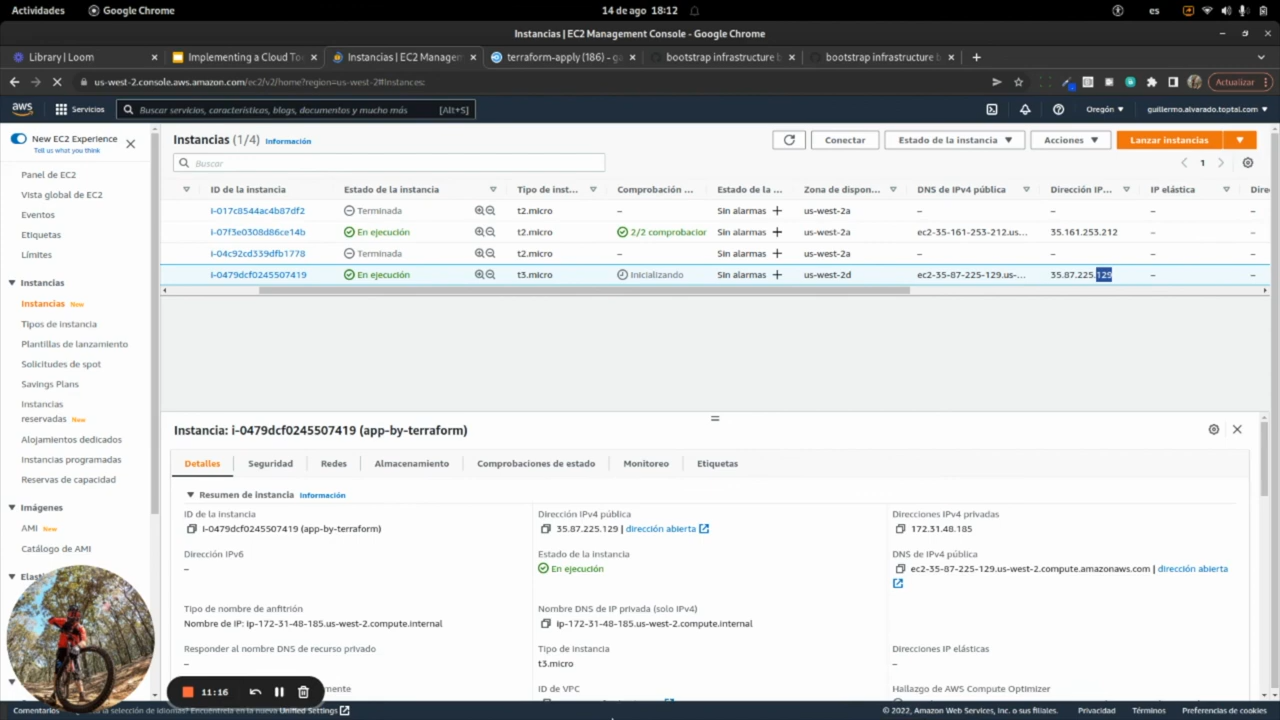 Actividades
Google Chrome
14 de ago 18:12
es
Instancias | EC2 Management Console - Google Chrome
Library | Loom
Implementing a Cloud To
Instancias | EC2 Manage
terraform-apply (186) - g
bootstrap infrastructure b
bootstrap infrastructure b
us-west-2.console.aws.amazon.com/ec2/v2/home?region=us-west-2#Instances:
Actualizar
aws
Servicios
Buscar servicios, características, blogs, documentos y mucho más
[Alt+S]
Oregón
guillermo.alvarado.toptal.com
New EC2 Experience
Tell us what you think
Panel de EC2
Vista global de EC2
Eventos
Etiquetas
Límites
Instancias
Instancias New
Tipos de instancia
Plantillas de lanzamiento
Solicitudes de spot
Savings Plans
Instancias
reservadas New
Alojamientos dedicados
Instancias programadas
Reservas de capacidad
Imágenes
AMI New
Catálogo de AMI
Elasti
Instancias (1/4) Información
Conectar
Estado de la instancia
Acciones
Lanzar instancias
Buscar
1
ID de la instancia Estado de la instancia Tipo de inst... Comprobación ... Estado de la ... Zona de dispon... DNS de IPv4 pública Dirección IP... IP elástica Direc
i-017c8544ac4b87df2 Terminada t2.micro – Sin alarmas + us-west-2a – – – –
i-07f3e0308d86ce14b En ejecución t2.micro 2/2 comprobacior Sin alarmas + us-west-2a ec2-35-161-253-212.us... 35.161.253.212 – –
i-04c92cd339dfb1778 Terminada t2.micro – Sin alarmas + us-west-2a – – – –
i-0479dcf0245507419 En ejecución t3.micro Inicializando Sin alarmas + us-west-2d ec2-35-87-225-129.us-... 35.87.225.129 – –
Instancia: i-0479dcf0245507419 (app-by-terraform)
Detalles Seguridad Redes Almacenamiento Comprobaciones de estado Monitoreo Etiquetas
Resumen de instancia Información
ID de la instancia
i-0479dcf0245507419 (app-by-terraform)
Dirección IPv4 pública
35.87.225.129 | dirección abierta
Direcciones IPv4 privadas
172.31.48.185
Dirección IPv6
–
Estado de la instancia
En ejecución
DNS de IPv4 pública
ec2-35-87-225-129.us-west-2.compute.amazonaws.com | dirección abierta
Tipo de nombre de anfitrión
Nombre de IP: ip-172-31-48-185.us-west-2.compute.internal
Nombre DNS de IP privada (solo IPv4)
ip-172-31-48-185.us-west-2.compute.internal
Responder al nombre DNS de recurso privado
–
Tipo de instancia
t3.micro
Direcciones IP elásticas
–
mente
ID de VPC
Hallazgo de AWS Compute Optimizer
11:16
Comentarios
la selección de idiomas? Encuéntrela en la nueva Unified Settings
© 2022, Amazon Web Services, Inc. o sus filiales.
Privacidad
Términos
Preferencias de cookies